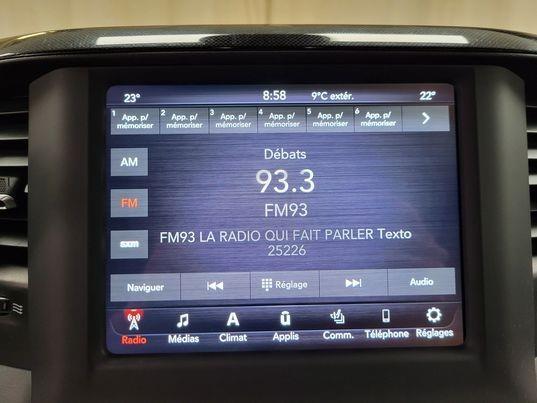 23° 8:58 9°C extér. 22°
1 App. p/ mémoriser 2 App. p/ mémoriser 3 App. p/ mémoriser 4 App. p/ mémoriser 5 App. p/ mémoriser 6 App. p/ mémoriser
Débats
AM
93.3
FM
FM93
FM93 LA RADIO QUI FAIT PARLER Texto
sxm
25226
Naviguer Réglage Audio
Radio Médias Climat Applis Comm. Téléphone Réglages